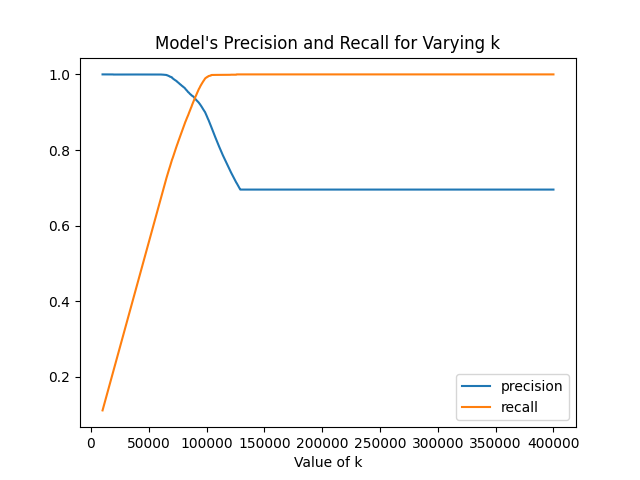 Model's Precision and Recall for Varying k
1.0
0.8
0.6
0.4
0.2
0 50000 100000 150000 200000 250000 300000 350000 400000
Value of k
precision
recall